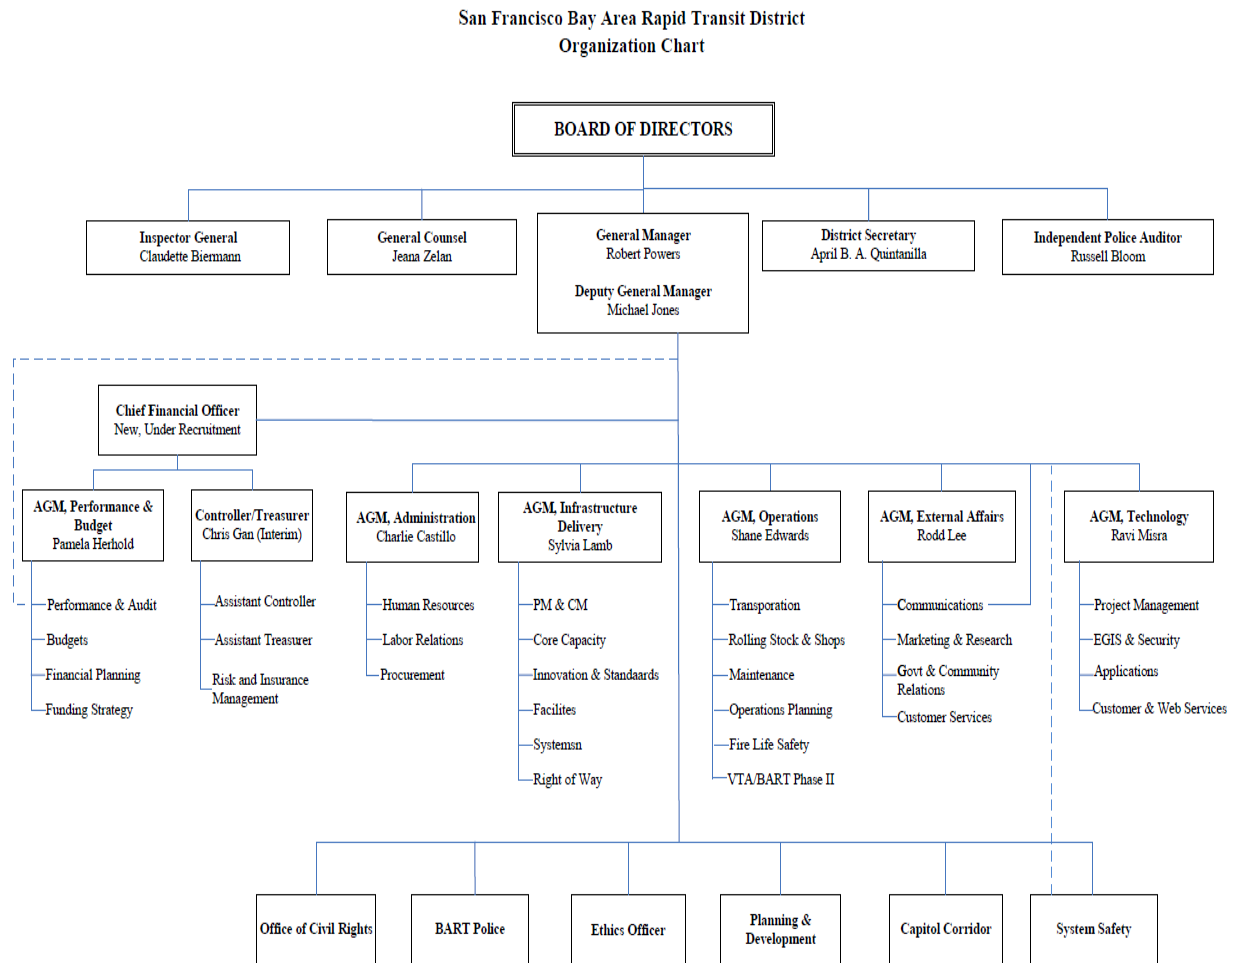 San Francisco Bay Area Rapid Transit District
Organization Chart
BOARD OF DIRECTORS
Inspector General
Claudette Biermann
General Counsel
Jeana Zelan
General Manager
Robert Powers
Deputy General Manager
Michael Jones
District Secretary
April B. A. Quintanilla
Independent Police Auditor
Russell Bloom
Chief Financial Officer
New, Under Recruitment
AGM, Performance &
Budget
Pamela Herhold
Performance & Audit
Budgets
Financial Planning
Funding Strategy
Controller/Treasurer
Chris Gan (Interim)
Assistant Controller
Assistant Treasurer
Risk and Insurance
Management
AGM, Administration
Charlie Castillo
Human Resources
Labor Relations
Procurement
AGM, Infrastructure
Delivery
Sylvia Lamb
PM & CM
Core Capacity
Innovation & Standaards
Facilites
Systemsn
Right of Way
AGM, Operations
Shane Edwards
Transporation
Rolling Stock & Shops
Maintenance
Operations Planning
Fire Life Safety
VTA/BART Phase II
AGM, External Affairs
Rodd Lee
Communications
Marketing & Research
Govt & Community
Relations
Customer Services
AGM, Technology
Ravi Misra
Project Management
EGIS & Security
Applications
Customer & Web Services
Office of Civil Rights
BART Police
Ethics Officer
Planning &
Development
Capitol Corridor
System Safety